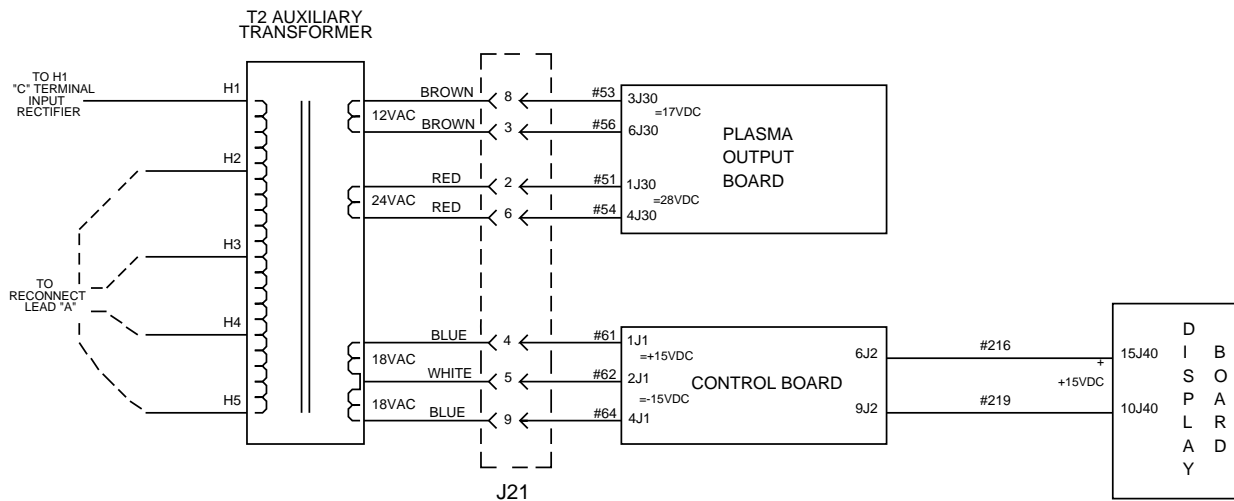 T2 AUXILIARY
TRANSFORMER
TO H1
"C" TERMINAL
INPUT
RECTIFIER
H1
H2
H3
H4
H5
TO
RECONNECT
LEAD "A"
12VAC
24VAC
18VAC
18VAC
BROWN
BROWN
RED
RED
BLUE
WHITE
BLUE
8
3
2
6
4
5
9
J21
#53
#56
#51
#54
#61
#62
#64
3J30
=17VDC
6J30
1J30
=28VDC
4J30
PLASMA
OUTPUT
BOARD
1J1
=+15VDC
2J1
=-15VDC
4J1
CONTROL BOARD
6J2
9J2
#216
+
+15VDC
#219
15J40
10J40
DISPLAY
BOARD